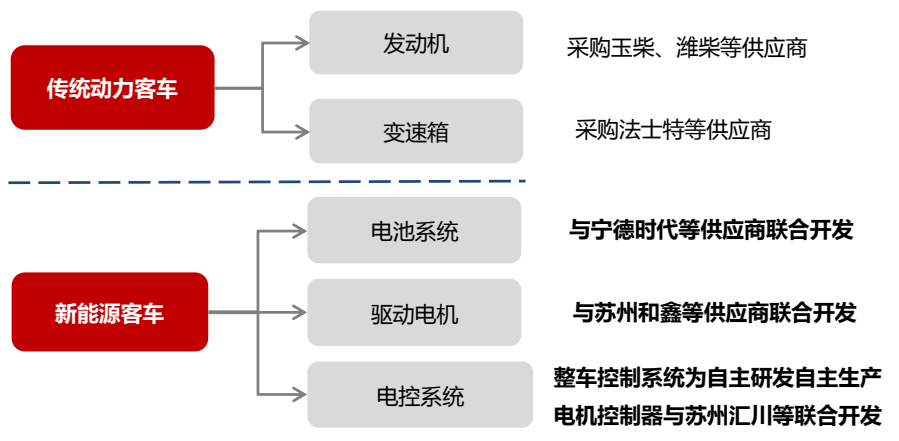 传统动力客车
发动机
采购玉柴、潍柴等供应商
变速箱
采购法士特等供应商
新能源客车
电池系统
与宁德时代等供应商联合开发
驱动电机
与苏州和鑫等供应商联合开发
电控系统
整车控制系统为自主研发自主生产
电机控制器与苏州汇川等联合开发